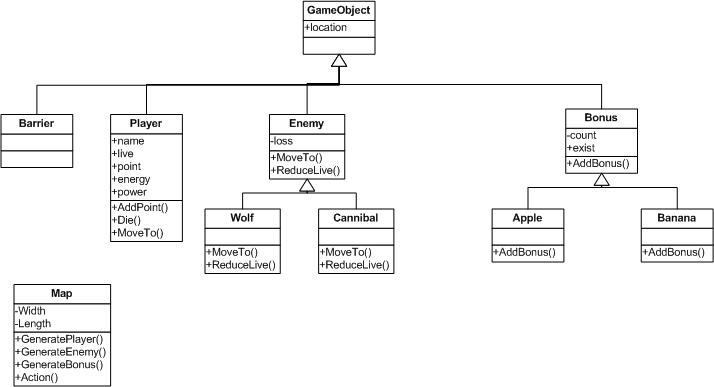 GameObject
+location
Barrier
Player
+name
+live
+point
+energy
+power
+AddPoint()
+Die()
+MoveTo()
Enemy
-loss
+MoveTo()
+ReduceLive()
Bonus
-count
+exist
+AddBonus()
Wolf
+MoveTo()
+ReduceLive()
Cannibal
+MoveTo()
+ReduceLive()
Apple
+AddBonus()
Banana
+AddBonus()
Map
-Width
-Length
+GeneratePlayer()
+GenerateEnemy()
+GenerateBonus()
+Action()